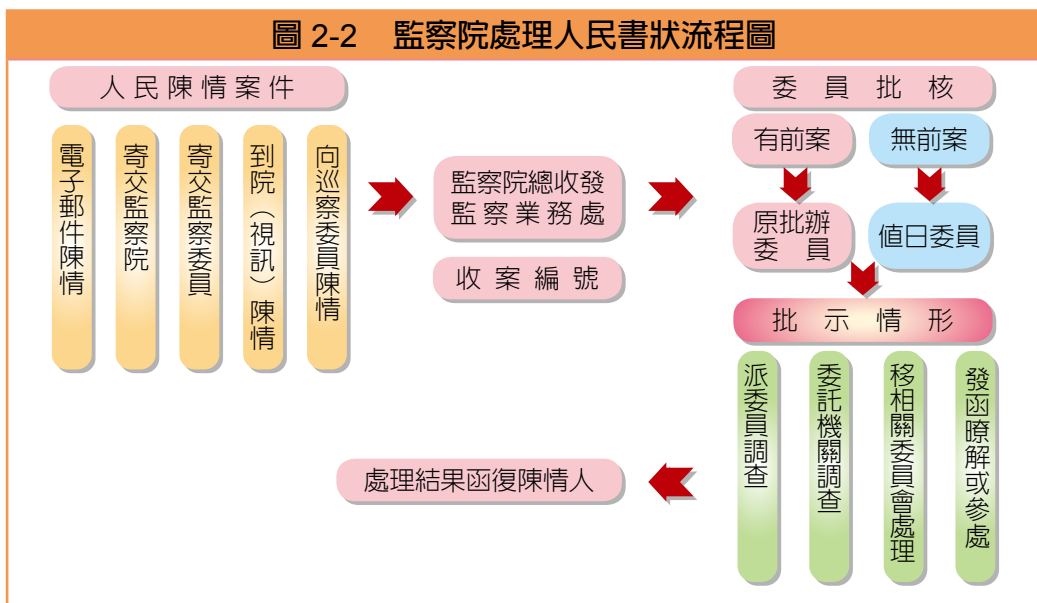 圖 2-2 監察院處理人民書狀流程圖
人民陳情案件
電子郵件陳情
寄交監察院
寄交監察委員
到院（視訊）陳情
向巡察委員陳情
監察院總收發
監察業務處
收案編號
委員批核
有前案
無前案
原批辦
委員
值日委員
批示情形
派委員調查
委託機關調查
移相關委員會處理
發函瞭解或參處
處理結果函復陳情人